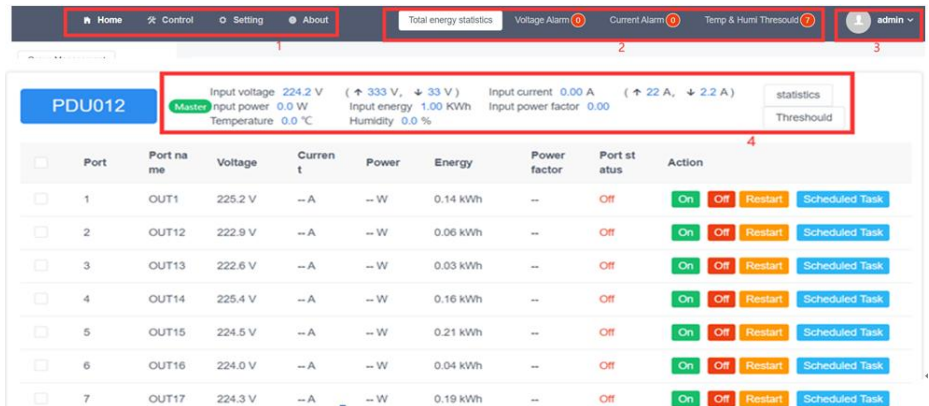 Home Control Setting About Total energy statistics Voltage Alarm 0 Current Alarm 0 Temp & Humi Thresould 7 admin
1 2 3
PDU012
Master
Input voltage 224.2 V (↑ 333 V, ↓ 33 V) Input current 0.00 A (↑ 22 A, ↓ 2.2 A) statistics
nput power 0.0 W Input energy 1.00 KWh Input power factor 0.00
Temperature 0.0 ℃ Humidity 0.0 % Threshould
4
Port Port na me Voltage Curren t Power Energy Power factor Port st atus Action
1 OUT1 225.2 V -- A -- W 0.14 kWh -- Off On Off Restart Scheduled Task
2 OUT12 222.9 V -- A -- W 0.06 kWh -- Off On Off Restart Scheduled Task
3 OUT13 222.6 V -- A -- W 0.03 kWh -- Off On Off Restart Scheduled Task
4 OUT14 225.4 V -- A -- W 0.16 kWh -- Off On Off Restart Scheduled Task
5 OUT15 224.5 V -- A -- W 0.21 kWh -- Off On Off Restart Scheduled Task
6 OUT16 224.0 V -- A -- W 0.04 kWh -- Off On Off Restart Scheduled Task
7 OUT17 224.3 V -- A -- W 0.19 kWh -- Off On Off Restart Scheduled Task